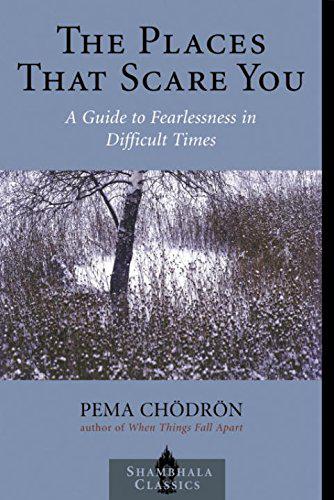 THE PLACES
THAT SCARE YOU
A Guide to Fearlessness in
Difficult Times
PEMA CHÖDRÖN
author of When Things Fall Apart
SHAMBHALA
CLASSICS